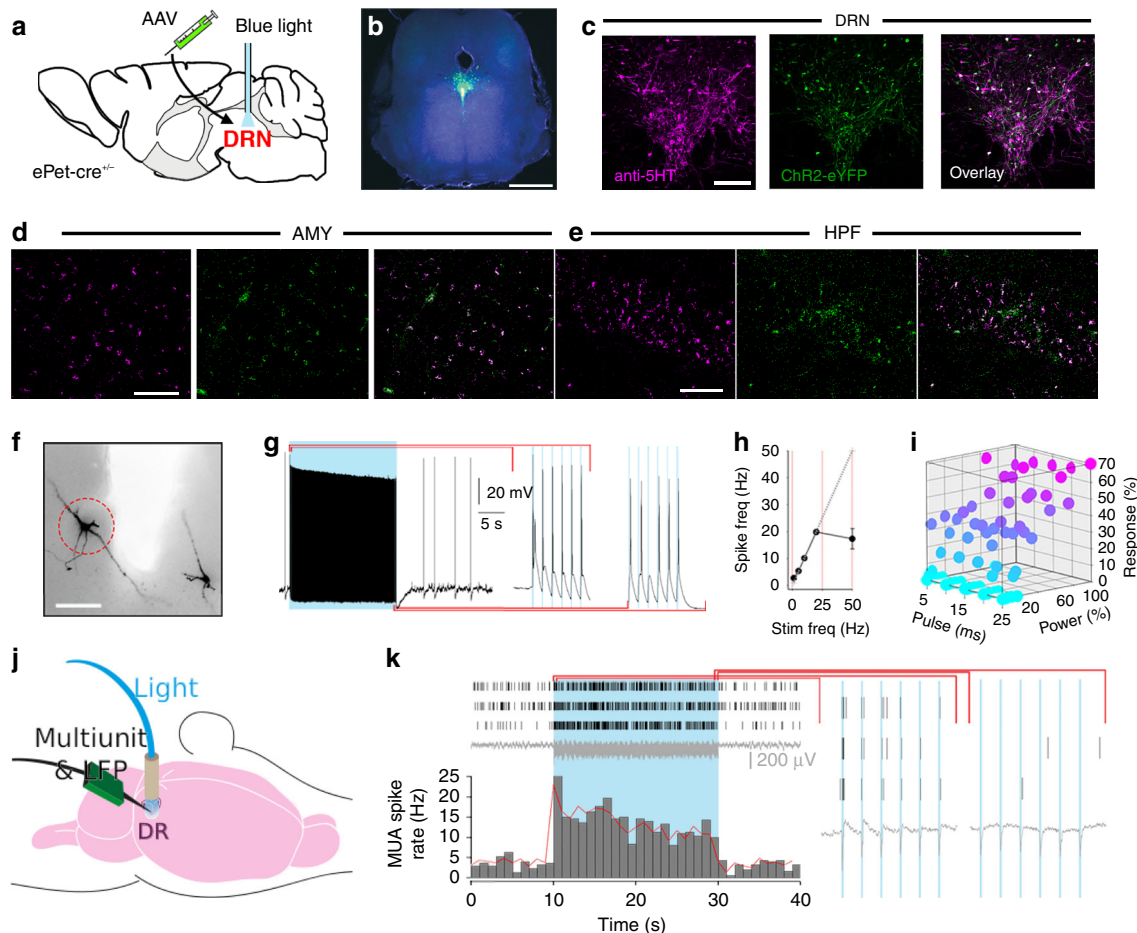 a
AAV
Blue light
DRN
ePet-cre+/–
b
c
DRN
anti-5HT
ChR2-eYFP
Overlay
d
AMY
e
HPF
f
g
20 mV
5 s
h
50
40
30
20
10
0
Spike freq (Hz)
0 25 50
Stim freq (Hz)
i
70
60
50
40
30
20
10
0
Response (%)
5 15 25
Pulse (ms)
20 60 100
Power (%)
j
Light
Multiunit
& LFP
DR
k
200 μV
25
20
15
10
5
0
MUA spike
rate (Hz)
0 10 20 30 40
Time (s)